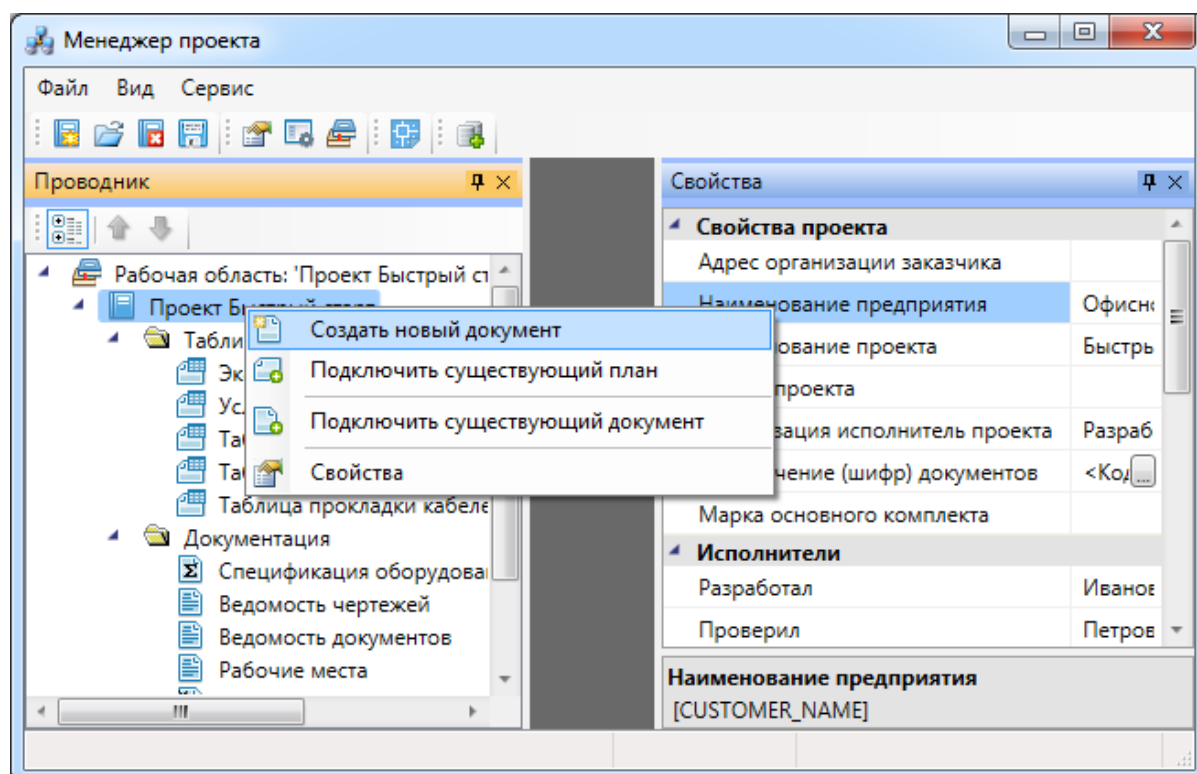 Менеджер проекта
Файл Вид Сервис
Проводник
Рабочая область: 'Проект Быстрый ст
Проект
Табли
Эк
Ус
Та
Та
Таблица прокладки кабеле
Документация
Спецификация оборудова
Ведомость чертежей
Ведомость документов
Рабочие места
Создать новый документ
Подключить существующий план
Подключить существующий документ
Свойства
Свойства
Свойства проекта
Адрес организации заказчика
Наименование предприятия Офисн
ование проекта Быстры
проекта
зация исполнитель проекта Разраб
чение (шифр) документов <Код ...
Марка основного комплекта
Исполнители
Разработал Иванов
Проверил Петров
Наименование предприятия
[CUSTOMER_NAME]